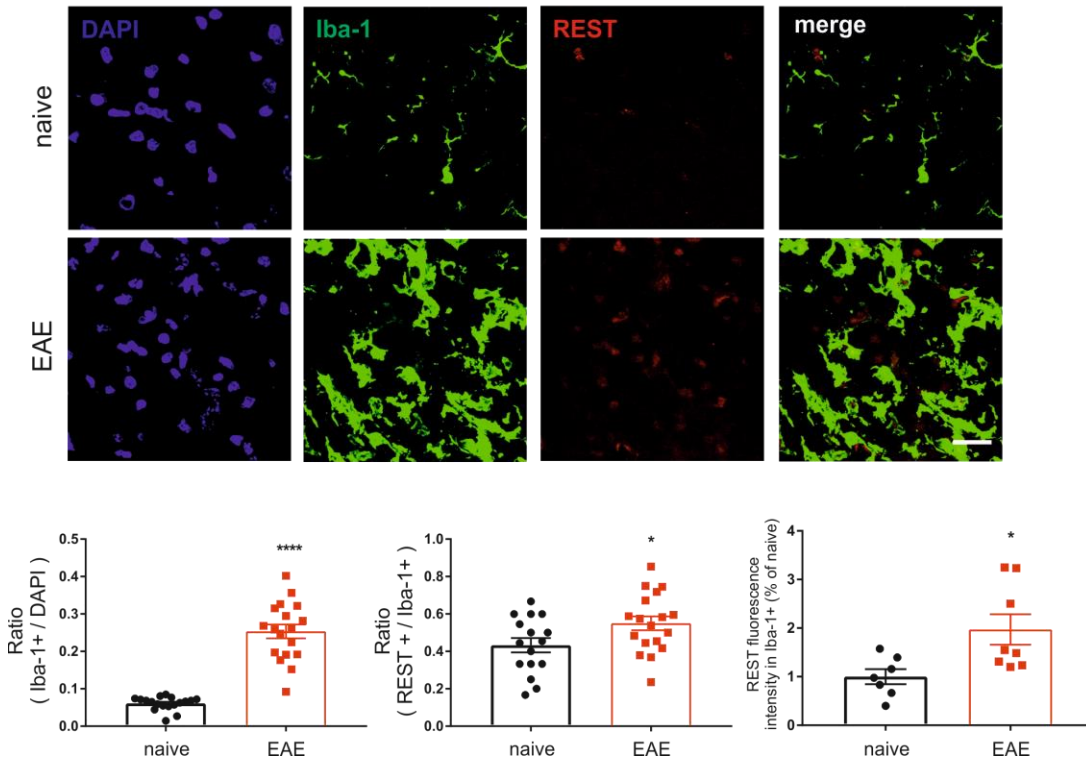 DAPI
Iba-1
REST
merge
naive
EAE
Ratio
( Iba-1+ / DAPI )
0.5
0.4
0.3
0.2
0.1
0.0
****
naive
EAE
Ratio
( REST + / Iba-1+ )
1.0
0.8
0.6
0.4
0.2
0.0
*
naive
EAE
REST fluorescence
intensity in Iba-1+ (% of naive)
4
3
2
1
0
*
naive
EAE